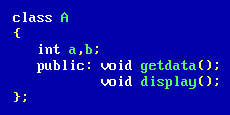 class A
{
int a,b;
public: void getdata();
void display();
};